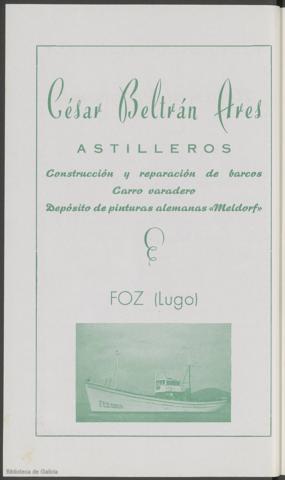 César Beltrán Ares
ASTILLEROS
Construcción y reparación de barcos
Carro varadero
Depósito de pinturas alemanas «Meldorf»
FOZ (Lugo)
Biblioteca de Galicia